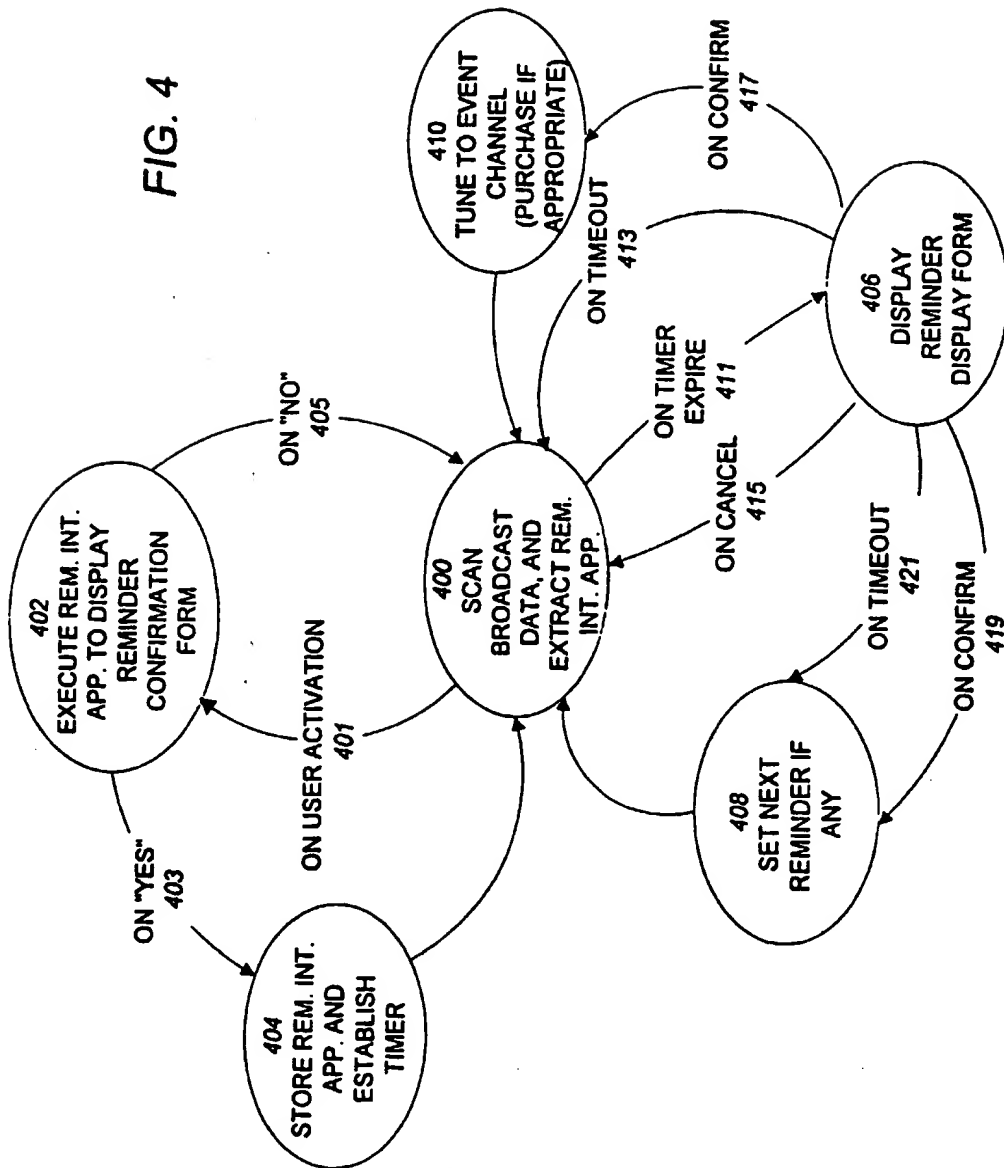 FIG. 4
402
EXECUTE REM. INT.
APP. TO DISPLAY
REMINDER
CONFIRMATION
FORM
ON "YES"
403
ON "NO"
405
ON USER ACTIVATION
401
404
STORE REM. INT.
APP. AND
ESTABLISH
TIMER
400
SCAN
BROADCAST
DATA, AND
EXTRACT REM.
INT. APP.
410
TUNE TO EVENT
CHANNEL
(PURCHASE IF
APPROPRIATE)
ON TIMEOUT
413
ON CONFIRM
417
ON TIMER
EXPIRE
411
ON CANCEL
415
406
DISPLAY
REMINDER
DISPLAY FORM
408
SET NEXT
REMINDER IF
ANY
ON TIMEOUT
421
ON CONFIRM
419